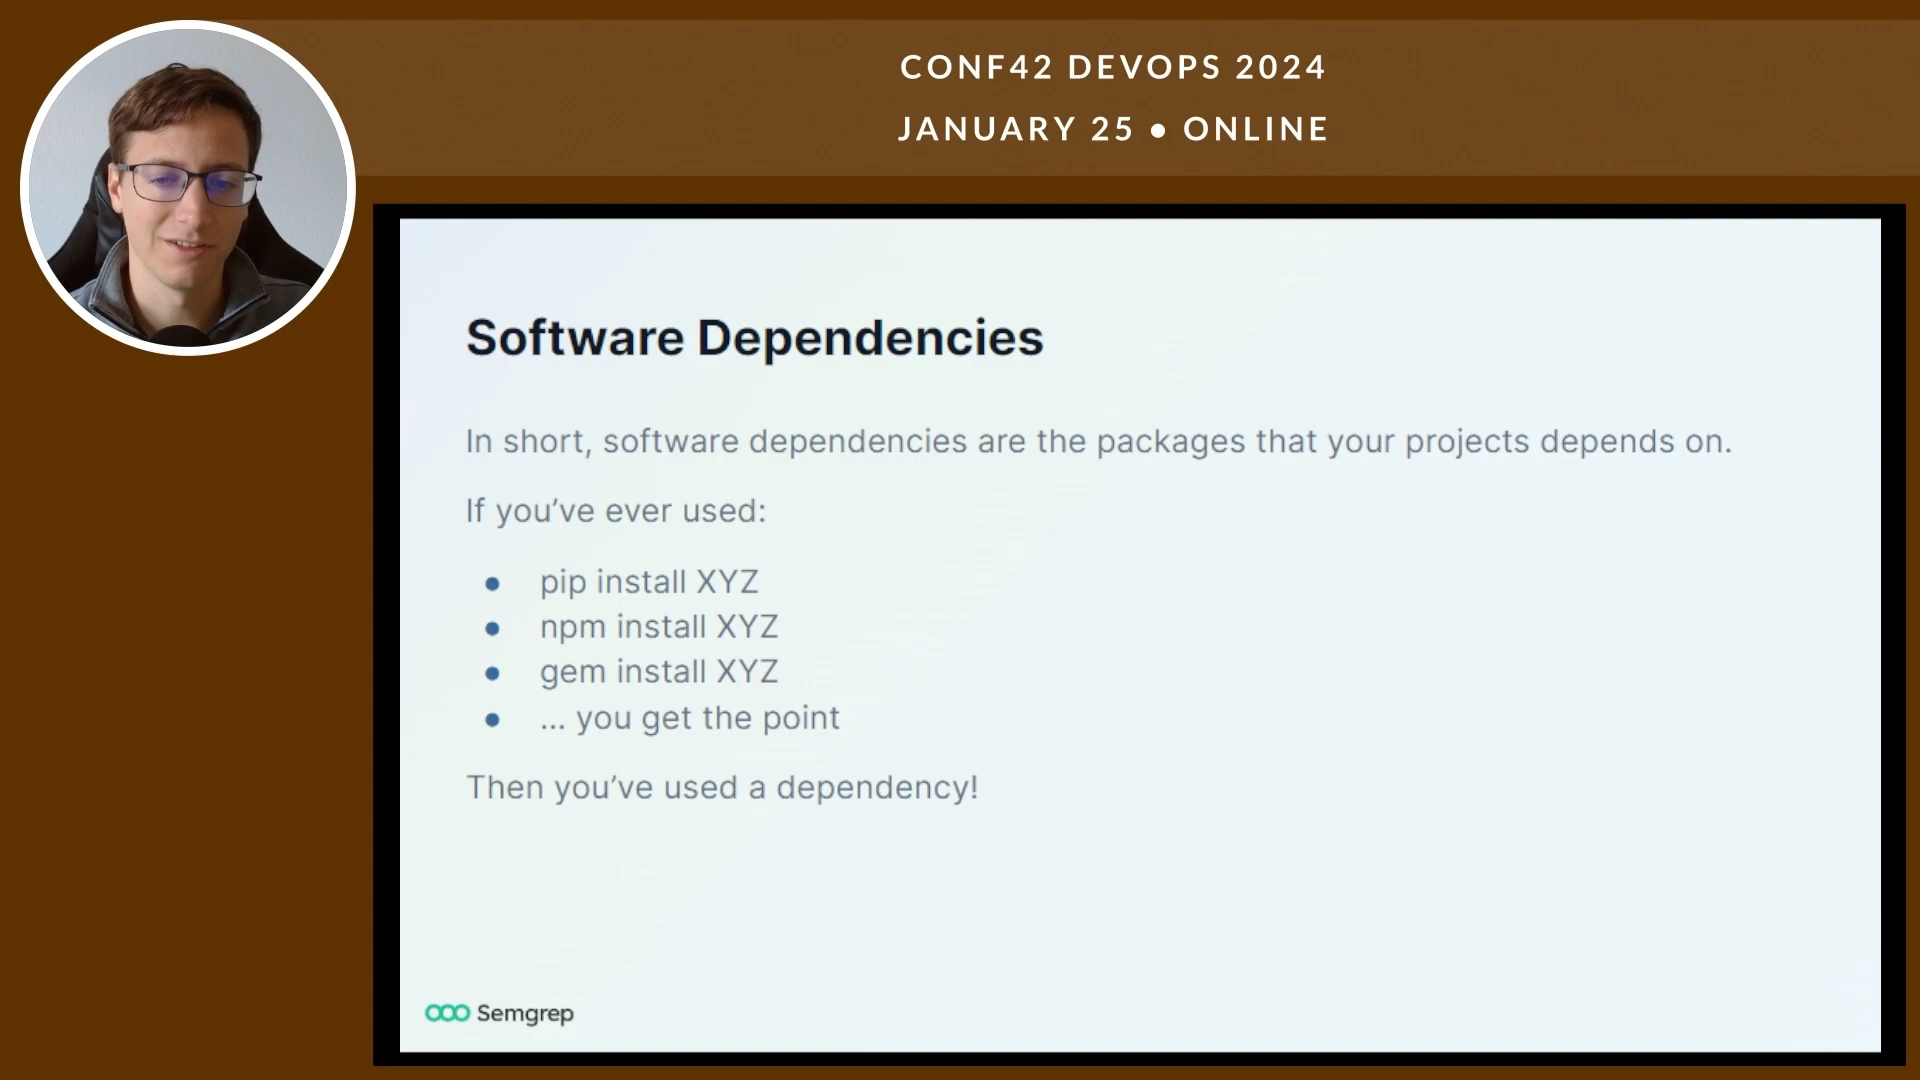 CONF42 DEVOPS 2024
JANUARY 25 • ONLINE
Software Dependencies
In short, software dependencies are the packages that your projects depends on.
If you’ve ever used:
● pip install XYZ
● npm install XYZ
● gem install XYZ
● ... you get the point
Then you’ve used a dependency!
Semgrep